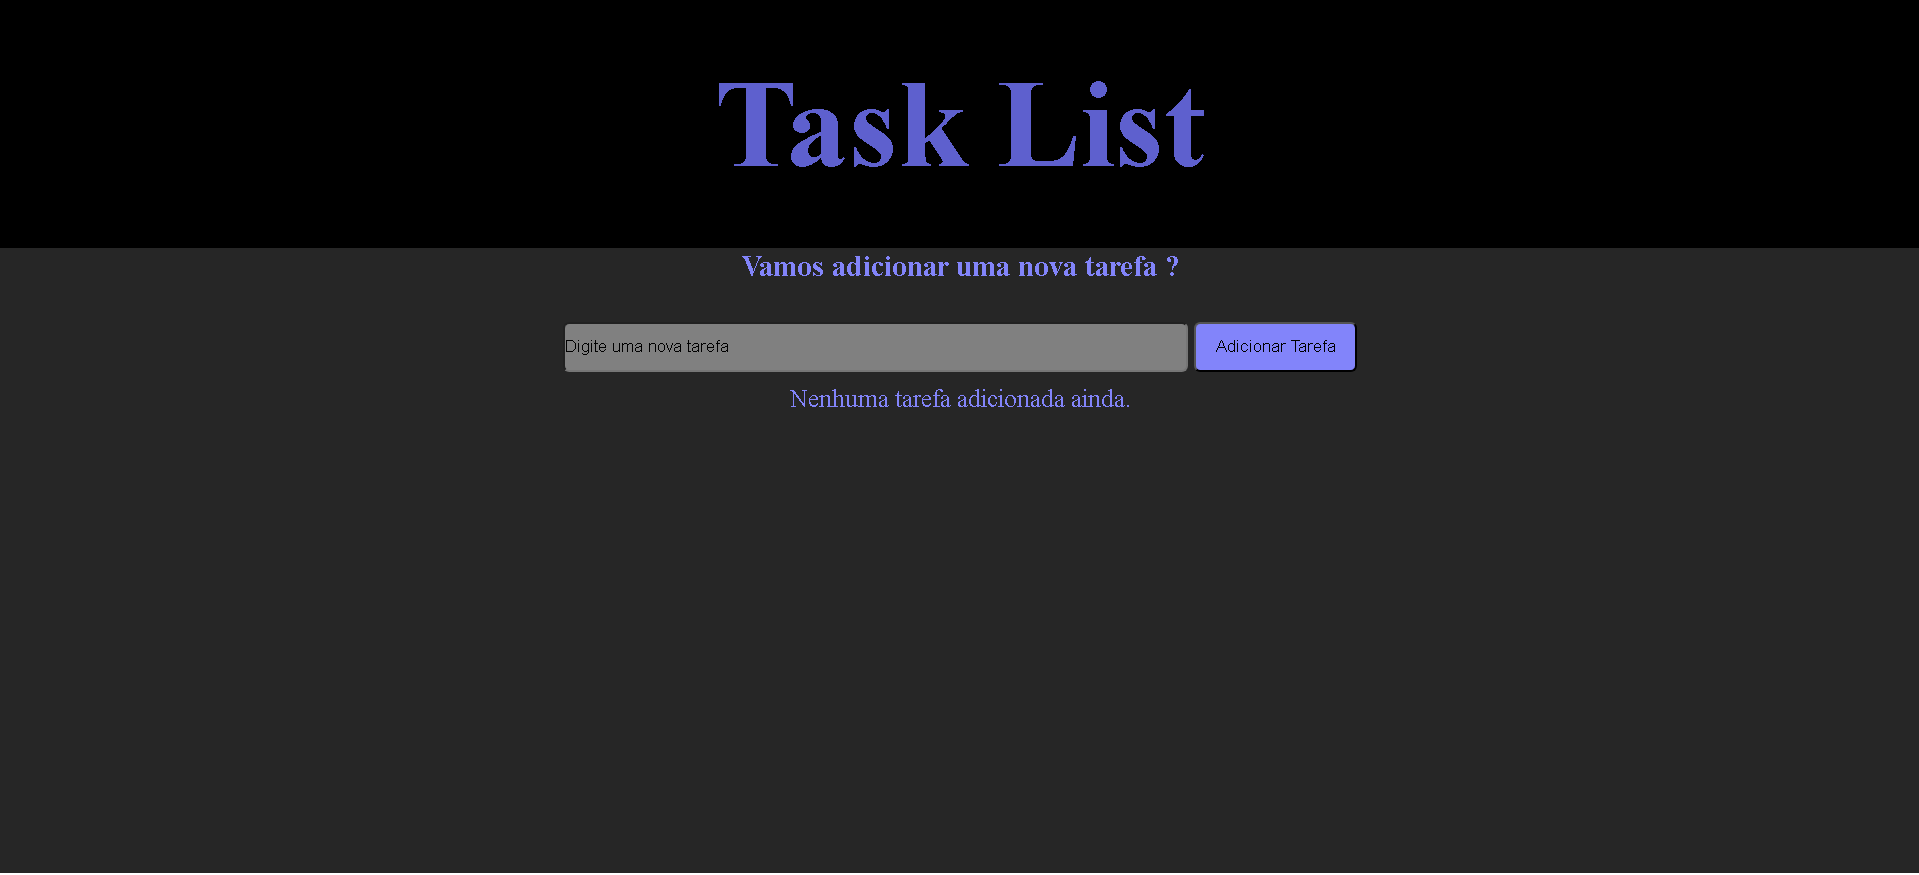 Task List
Vamos adicionar uma nova tarefa ?
Digite uma nova tarefa
Adicionar Tarefa
Nenhuma tarefa adicionada ainda.